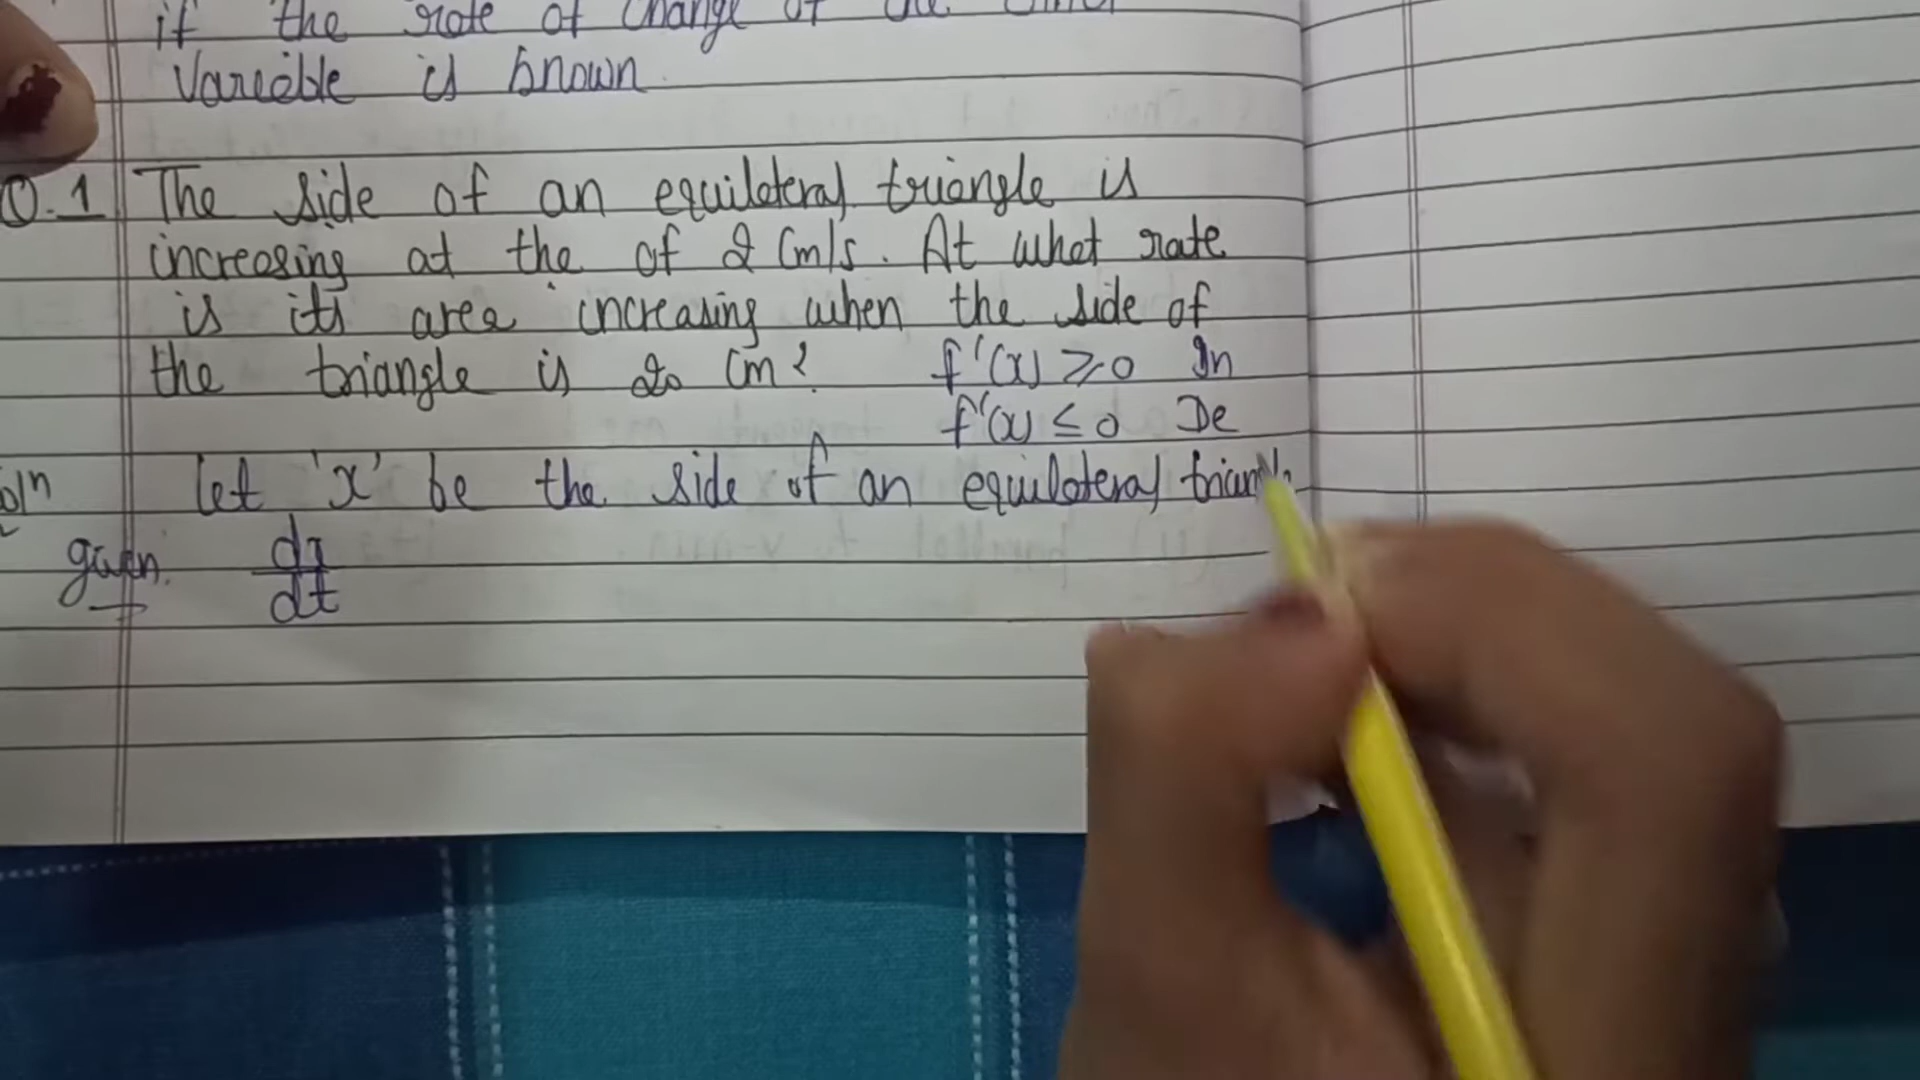 if the rate of change of the other
Variable is known.
Q.1 The side of an equilateral triangle is
increasing at the of 2 cm/s. At what rate
is its area increasing when the side of
the triangle is 20 cm? f'(x) ≥ 0 In
f'(x) ≤ 0 De
Let 'x' be the side of an equilateral triangle
given. dx
dt